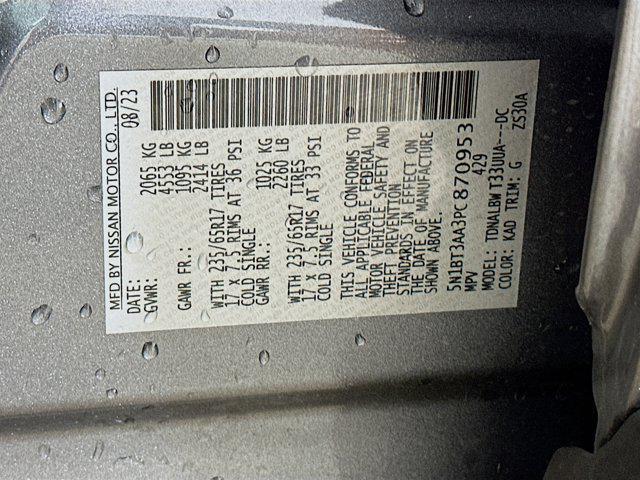 MFD BY NISSAN MOTOR CO., LTD.
DATE: 08/23
GVWR: 2065 KG
4553 LB
GAWR FR.: 1095 KG
2414 LB
WITH 235/65R17 TIRES
17 X 7.5 RIMS AT 36 PSI
COLD SINGLE
GAWR RR.: 1025 KG
2260 LB
WITH 235/65R17 TIRES
17 X 7.5 RIMS AT 33 PSI
COLD SINGLE
THIS VEHICLE CONFORMS TO
ALL APPLICABLE FEDERAL
MOTOR VEHICLE SAFETY AND
THEFT PREVENTION
STANDARDS IN EFFECT ON
THE DATE OF MANUFACTURE
SHOWN ABOVE.
5N1BT3AA3PC870953
MPV 429
MODEL: TDNALBW T33UUA---DC
COLOR: KAD TRIM: G ZS30A